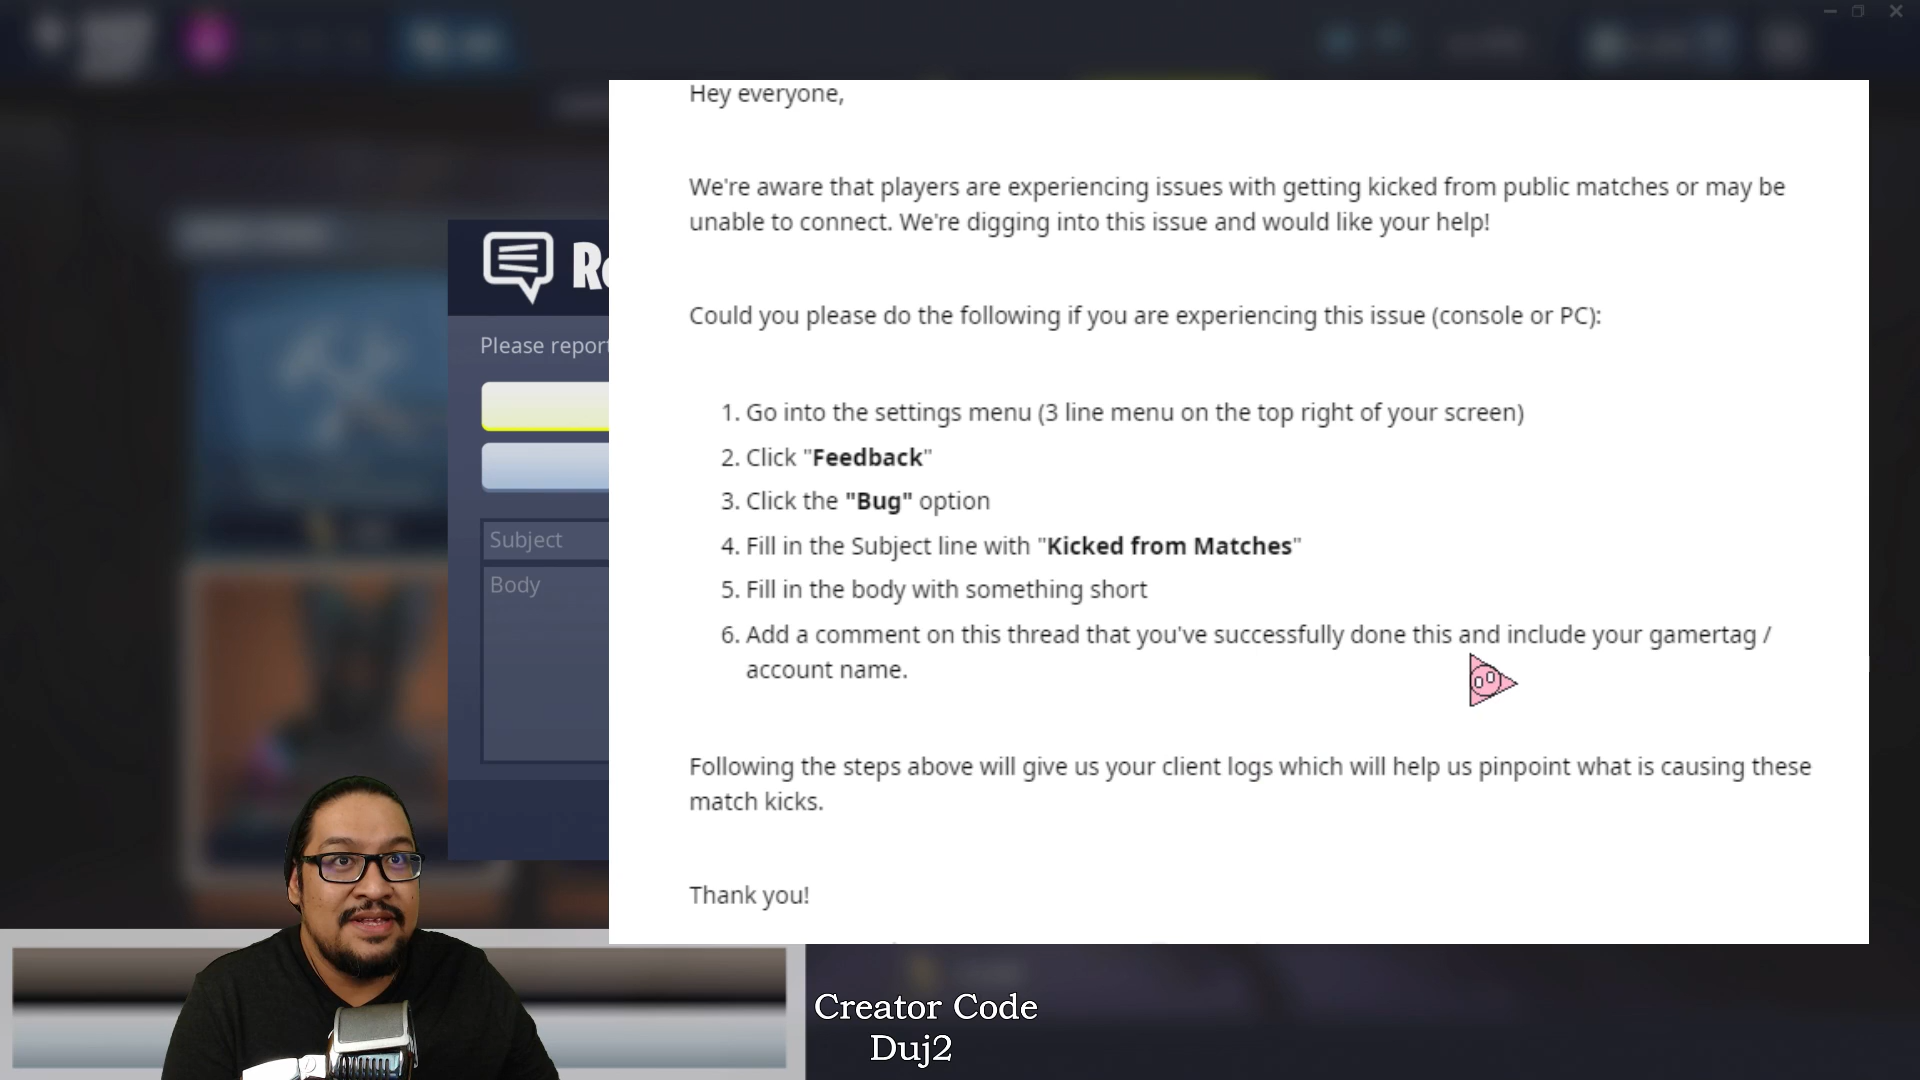 Hey everyone,
We're aware that players are experiencing issues with getting kicked from public matches or may be
unable to connect. We're digging into this issue and would like your help!
Could you please do the following if you are experiencing this issue (console or PC):
1. Go into the settings menu (3 line menu on the top right of your screen)
2. Click "Feedback"
3. Click the "Bug" option
4. Fill in the Subject line with "Kicked from Matches"
5. Fill in the body with something short
6. Add a comment on this thread that you've successfully done this and include your gamertag /
account name.
Following the steps above will give us your client logs which will help us pinpoint what is causing these
match kicks.
Thank you!
Please report
Subject
Body
Creator Code
Duj2